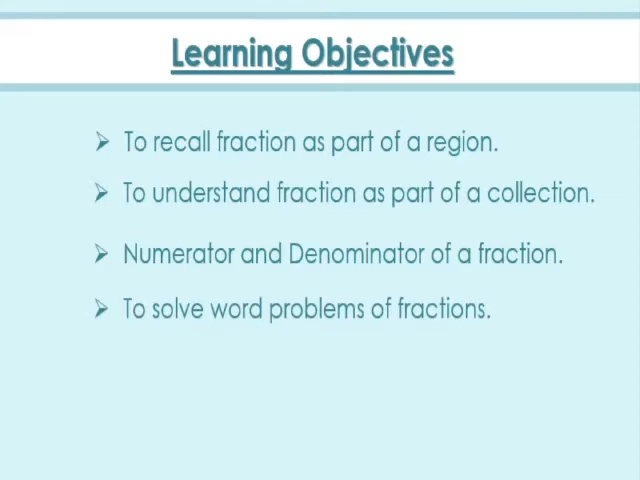 Learning Objectives
➢ To recall fraction as part of a region.
➢ To understand fraction as part of a collection.
➢ Numerator and Denominator of a fraction.
➢ To solve word problems of fractions.